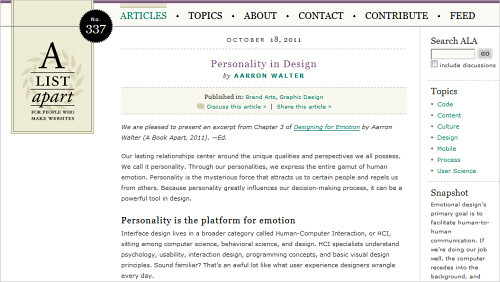 No.
337
ARTICLES • TOPICS • ABOUT • CONTACT • CONTRIBUTE • FEED
A
LIST
apart
FOR PEOPLE WHO
MAKE WEBSITES
OCTOBER 18, 2011
Personality in Design
by AARRON WALTER
Published in: Brand Arts, Graphic Design
Discuss this article » | Share this article »
We are pleased to present an excerpt from Chapter 3 of Designing for Emotion by Aarron
Walter (A Book Apart, 2011). —Ed.
Our lasting relationships center around the unique qualities and perspectives we all possess.
We call it personality. Through our personalities, we express the entire gamut of human
emotion. Personality is the mysterious force that attracts us to certain people and repels us
from others. Because personality greatly influences our decision-making process, it can be a
powerful tool in design.
Personality is the platform for emotion
Interface design lives in a broader category called Human-Computer Interaction, or HCI,
sitting among computer science, behavioral science, and design. HCI specialists understand
psychology, usability, interaction design, programming concepts, and basic visual design
principles. Sound familiar? That's an awful lot like what user experience designers wrangle
every day.
Search ALA
GO
include discussions
Topics
• Code
• Content
• Culture
• Design
• Mobile
• Process
• User Science
Snapshot
Emotional design's
primary goal is to
facilitate human-to-
human
communication. If
we're doing our job
well, the computer
recedes into the
background, and